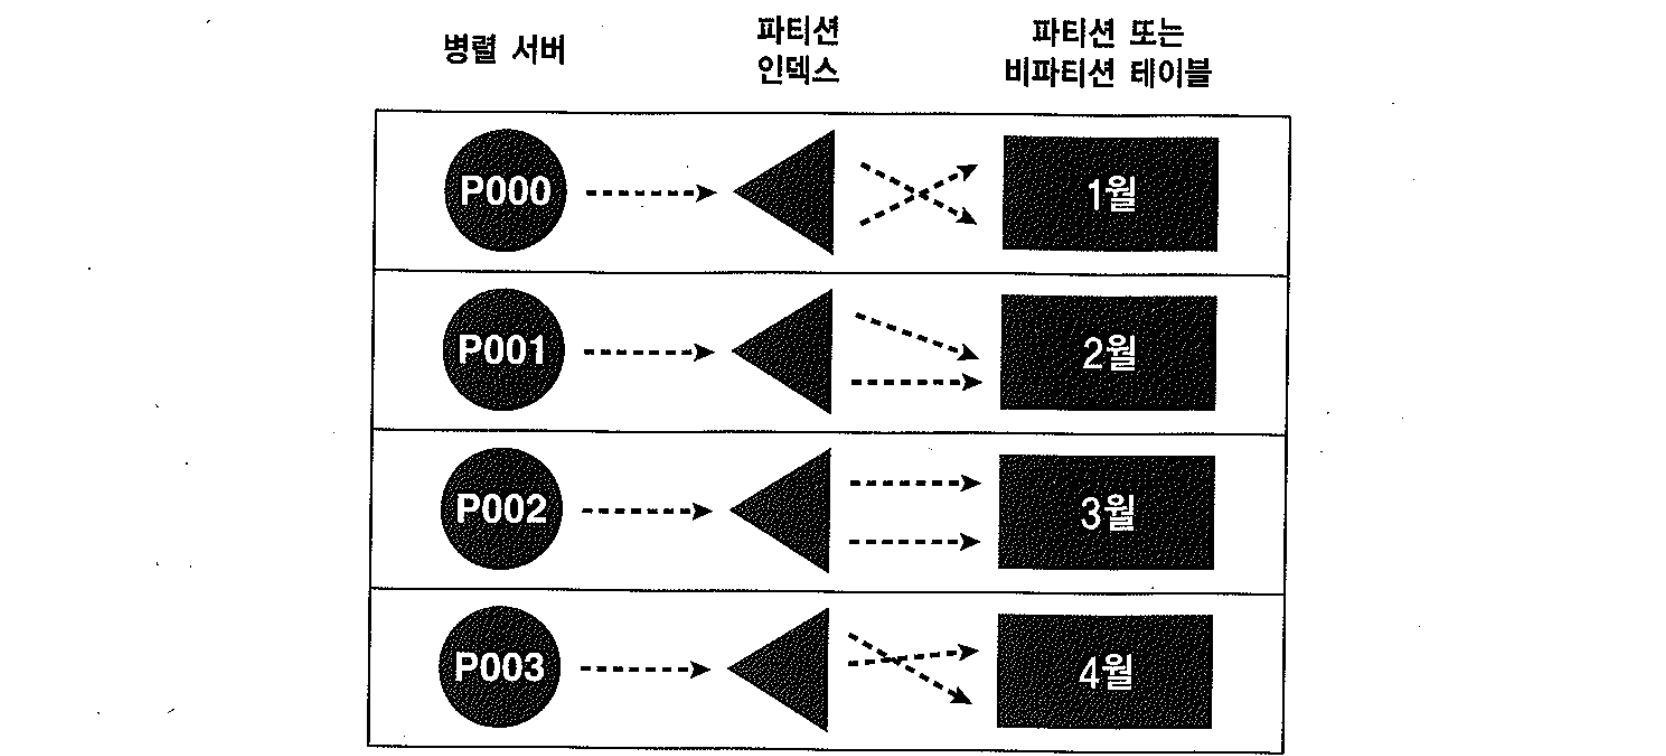 병렬 서버
파티션
인덱스
파티션 또는
비파티션 테이블
P000
1월
P001
2월
P002
3월
P003
4월